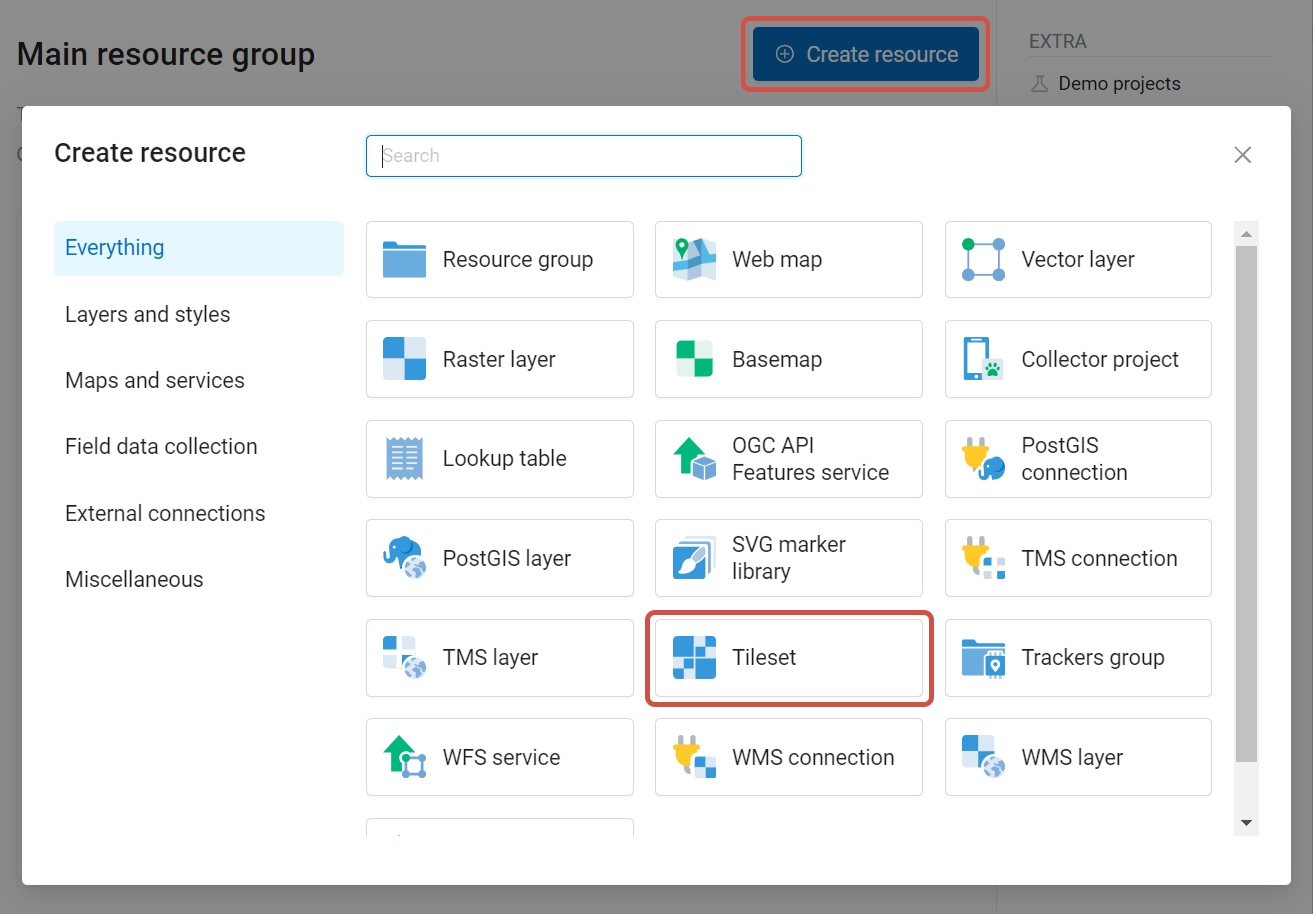 Main resource group
Create resource
EXTRA
Demo projects
Create resource
Search
Everything
Layers and styles
Maps and services
Field data collection
External connections
Miscellaneous
Resource group
Web map
Vector layer
Raster layer
Basemap
Collector project
Lookup table
OGC API
Features service
PostGIS
connection
PostGIS layer
SVG marker
library
TMS connection
TMS layer
Tileset
Trackers group
WFS service
WMS connection
WMS layer